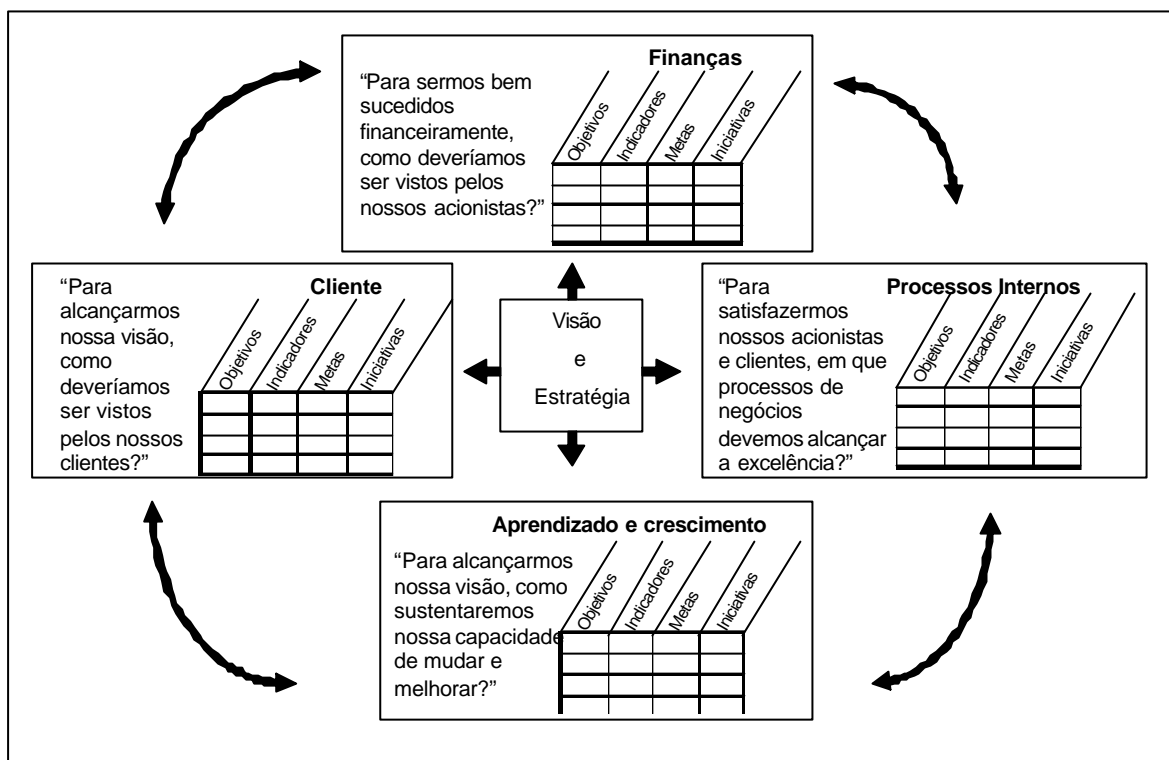 Finanças
“Para sermos bem
sucedidos
financeiramente,
como deveríamos
ser vistos pelos
nossos acionistas?”
Objetivos
Indicadores
Metas
Iniciativas
Cliente
“Para
alcançarmos
nossa visão,
como
deveríamos
ser vistos
pelos nossos
clientes?”
Objetivos
Indicadores
Metas
Iniciativas
Visão
e
Estratégia
Processos Internos
“Para
satisfazermos
nossos acionistas
e clientes, em que
processos de
negócios
devemos alcançar
a excelência?”
Objetivos
Indicadores
Metas
Iniciativas
Aprendizado e crescimento
“Para alcançarmos
nossa visão, como
sustentaremos
nossa capacidade
de mudar e
melhorar?”
Objetivos
Indicadores
Metas
Iniciativas